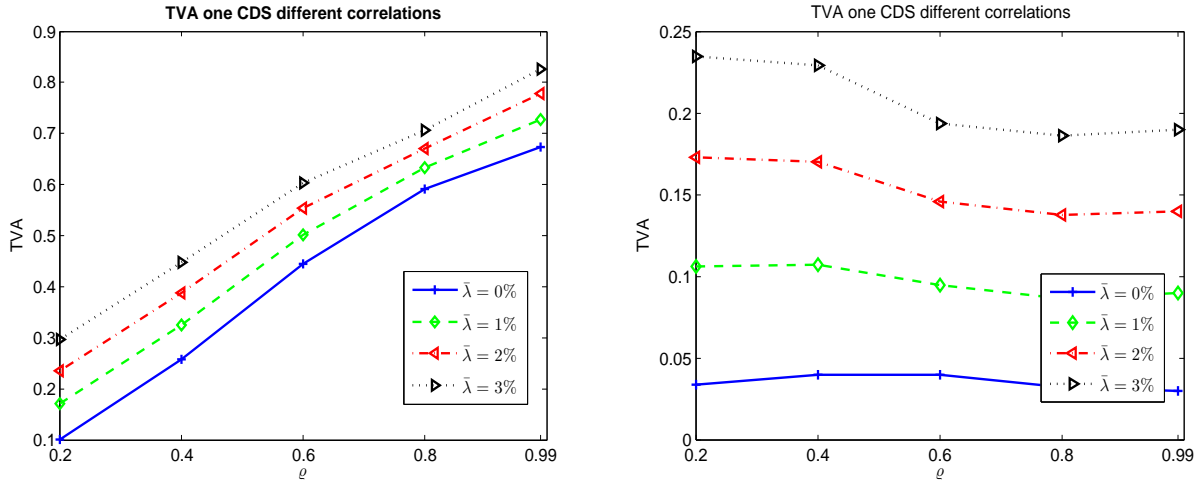 TVA one CDS different correlations
0.9
0.8
0.7
0.6
0.5
0.4
0.3
0.2
0.1
TVA
0.2
0.4
0.6
0.8
0.99
ϱ
λ̄ = 0%
λ̄ = 1%
λ̄ = 2%
λ̄ = 3%
TVA one CDS different correlations
0.25
0.2
0.15
0.1
0.05
0
TVA
0.2
0.4
0.6
0.8
0.99
ϱ
λ̄ = 0%
λ̄ = 1%
λ̄ = 2%
λ̄ = 3%